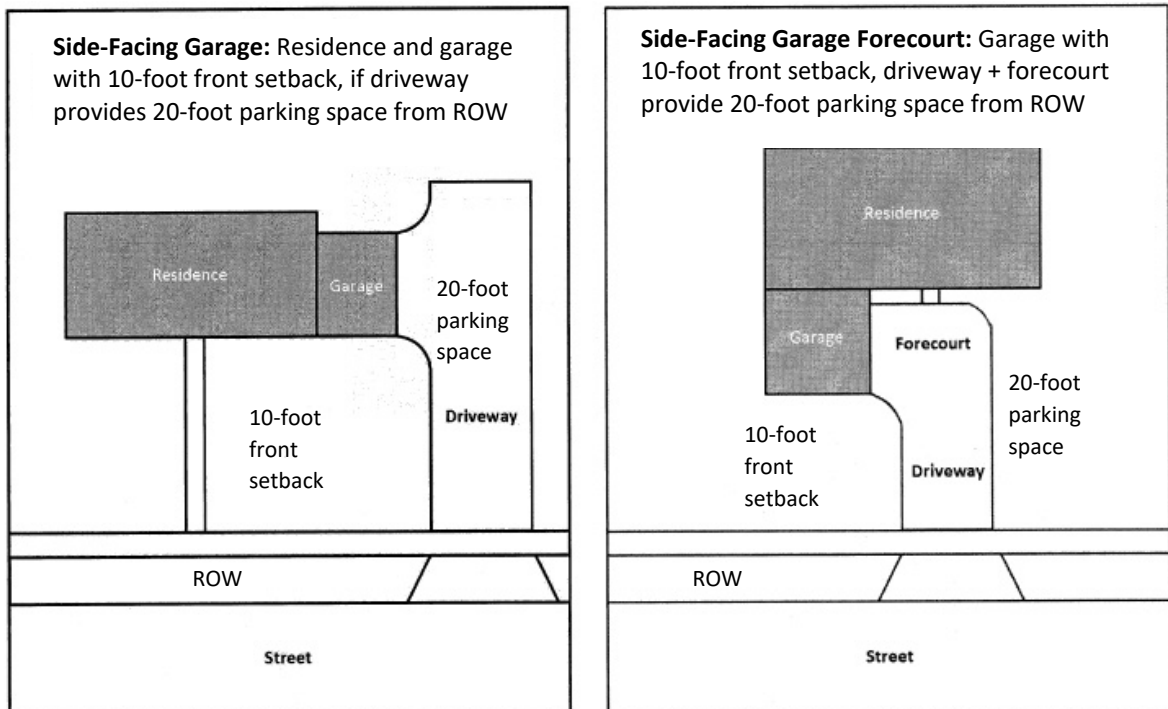 Side-Facing Garage: Residence and garage
with 10-foot front setback, if driveway
provides 20-foot parking space from ROW
Residence
Garage
20-foot
parking
space
10-foot
front
setback
Driveway
ROW
Street
Side-Facing Garage Forecourt: Garage with
10-foot front setback, driveway + forecourt
provide 20-foot parking space from ROW
Residence
Garage
Forecourt
20-foot
parking
space
10-foot
front
setback
Driveway
ROW
Street